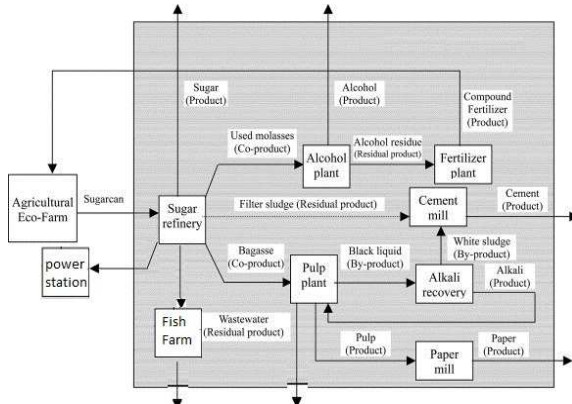 Sugar
(Product)
Alcohol
(Product)
Compound
Fertilizer
(Product)
Used molasses
(Co-product)
Alcohol residue
(Residual product)
Alcohol
plant
Fertilizer
plant
Agricultural
Eco-Farm
Sugarcan
Sugar
refinery
Filter sludge (Residual product)
Cement
mill
Cement
(Product)
power
station
Bagasse
(Co-product)
Pulp
plant
Black liquid
(By-product)
White sludge
(By-product)
Alkali
recovery
Alkali
(Product)
Fish
Farm
Wastewater
(Residual product)
Pulp
(Product)
Paper
mill
Paper
(Product)